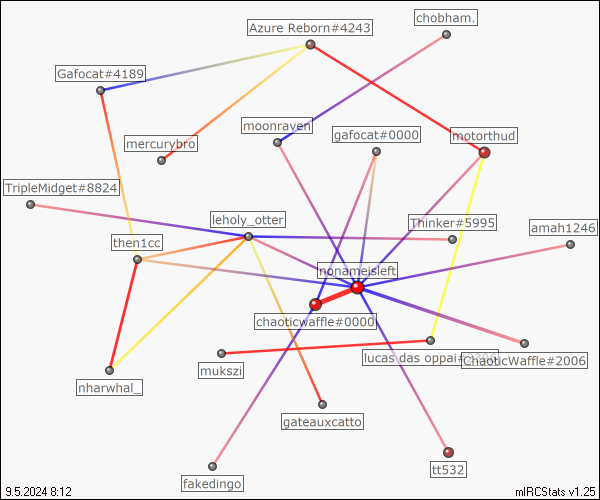 chobham.
Azure Reborn#4243
Gafocat#4189
moonraven
gafocat#0000
motorthud
mercurybro
TripleMidget#8824
leholy_otter
Thinker#5995
amah1246
then1cc
nonameisleft
chaoticwaffle#0000
lucas das oppai#
ChaoticWaffle#2006
mukszi
nharwhal_
gateauxcatto
tt532
fakedingo
9.5.2024 8:12
mIRCStats v1.25